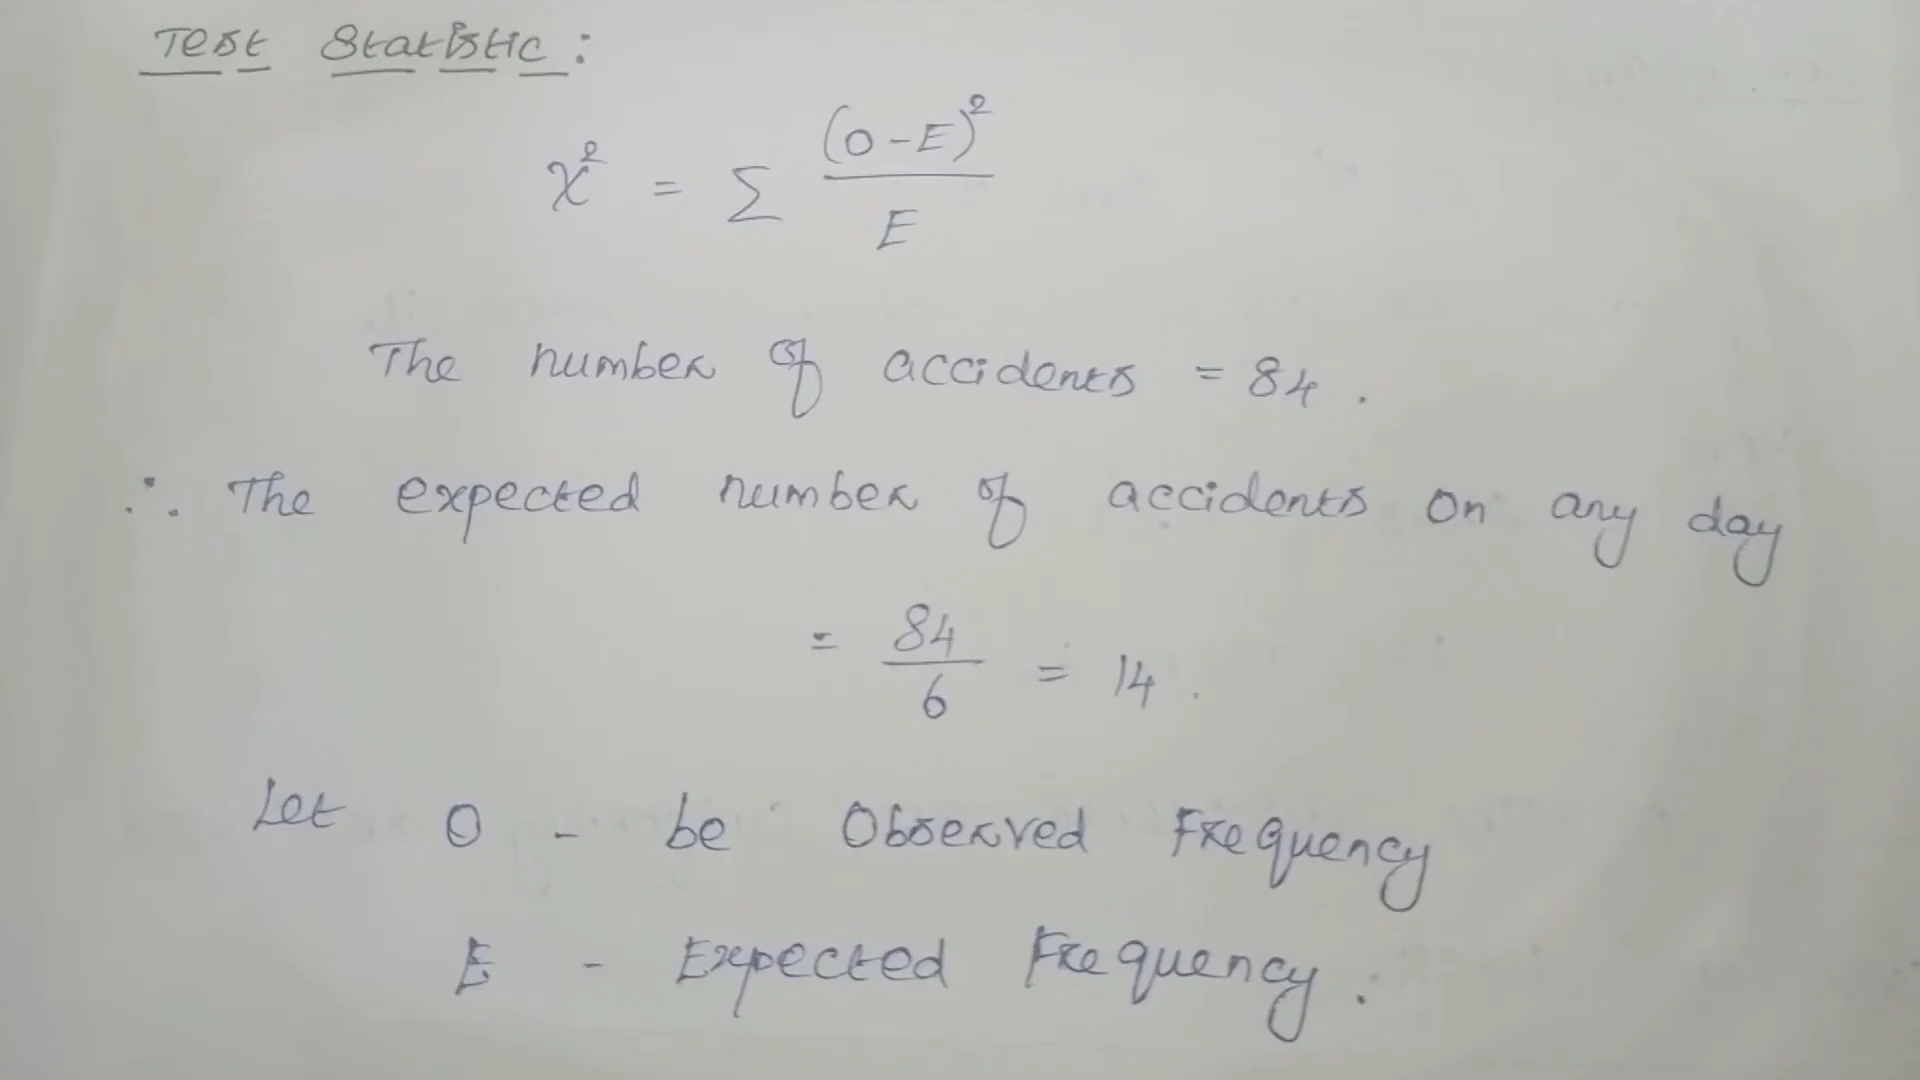 Test Statistic:
χ² = Σ (O-E)² / E
The number of accidents = 84.
∴ The expected number of accidents on any day
= 84/6 = 14.
Let O - be Observed Frequency
E - Expected Frequency.